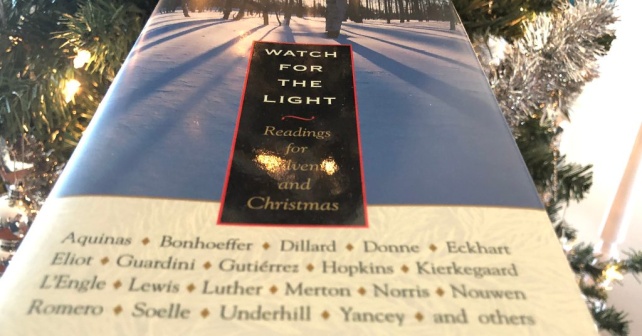 WATCH
FOR
THE
LIGHT
Readings
for
Advent
and
Christmas
Aquinas ♦ Bonhoeffer ♦ Dillard ♦ Donne ♦ Eckhart
Eliot ♦ Guardini ♦ Gutiérrez ♦ Hopkins ♦ Kierkegaard
L'Engle ♦ Lewis ♦ Luther ♦ Merton ♦ Norris ♦ Nouwen
Romero ♦ Soelle ♦ Underhill ♦ Yancey ♦ and others